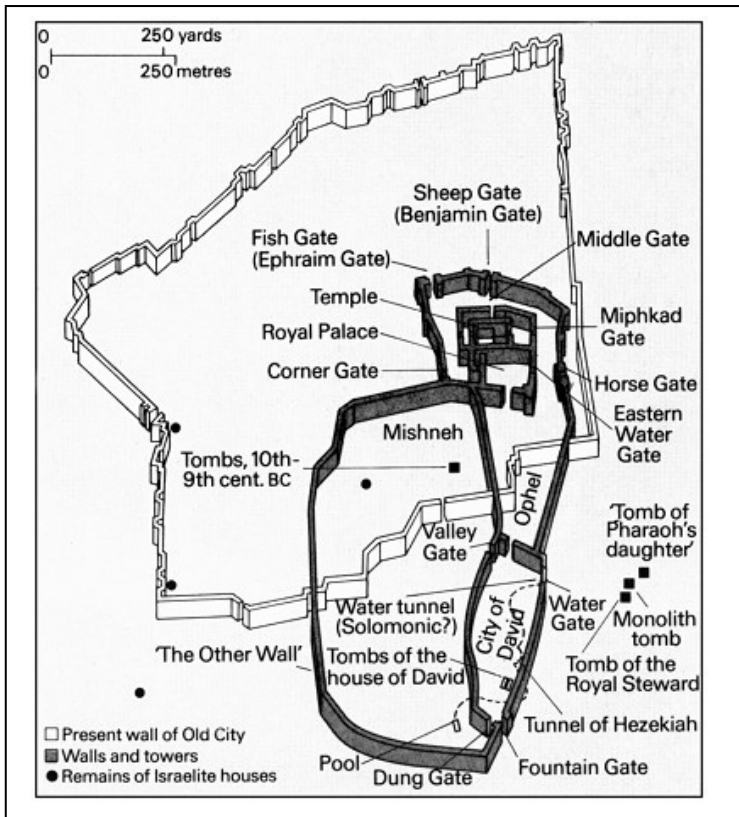 0 250 yards
0 250 metres
Sheep Gate
(Benjamin Gate)
Fish Gate
(Ephraim Gate)
Middle Gate
Temple
Miphkad
Gate
Royal Palace
Corner Gate
Horse Gate
Eastern
Water
Gate
Mishneh
Tombs, 10th-
9th cent. BC
Ophel
'Tomb of
Pharaoh's
daughter'
Valley
Gate
Water tunnel
(Solomonic?)
City of
David
Water
Gate
Monolith
tomb
'The Other Wall'
Tombs of the
house of David
Tomb of the
Royal Steward
Tunnel of Hezekiah
Present wall of Old City
Walls and towers
Remains of Israelite houses
Pool
Dung Gate
Fountain Gate